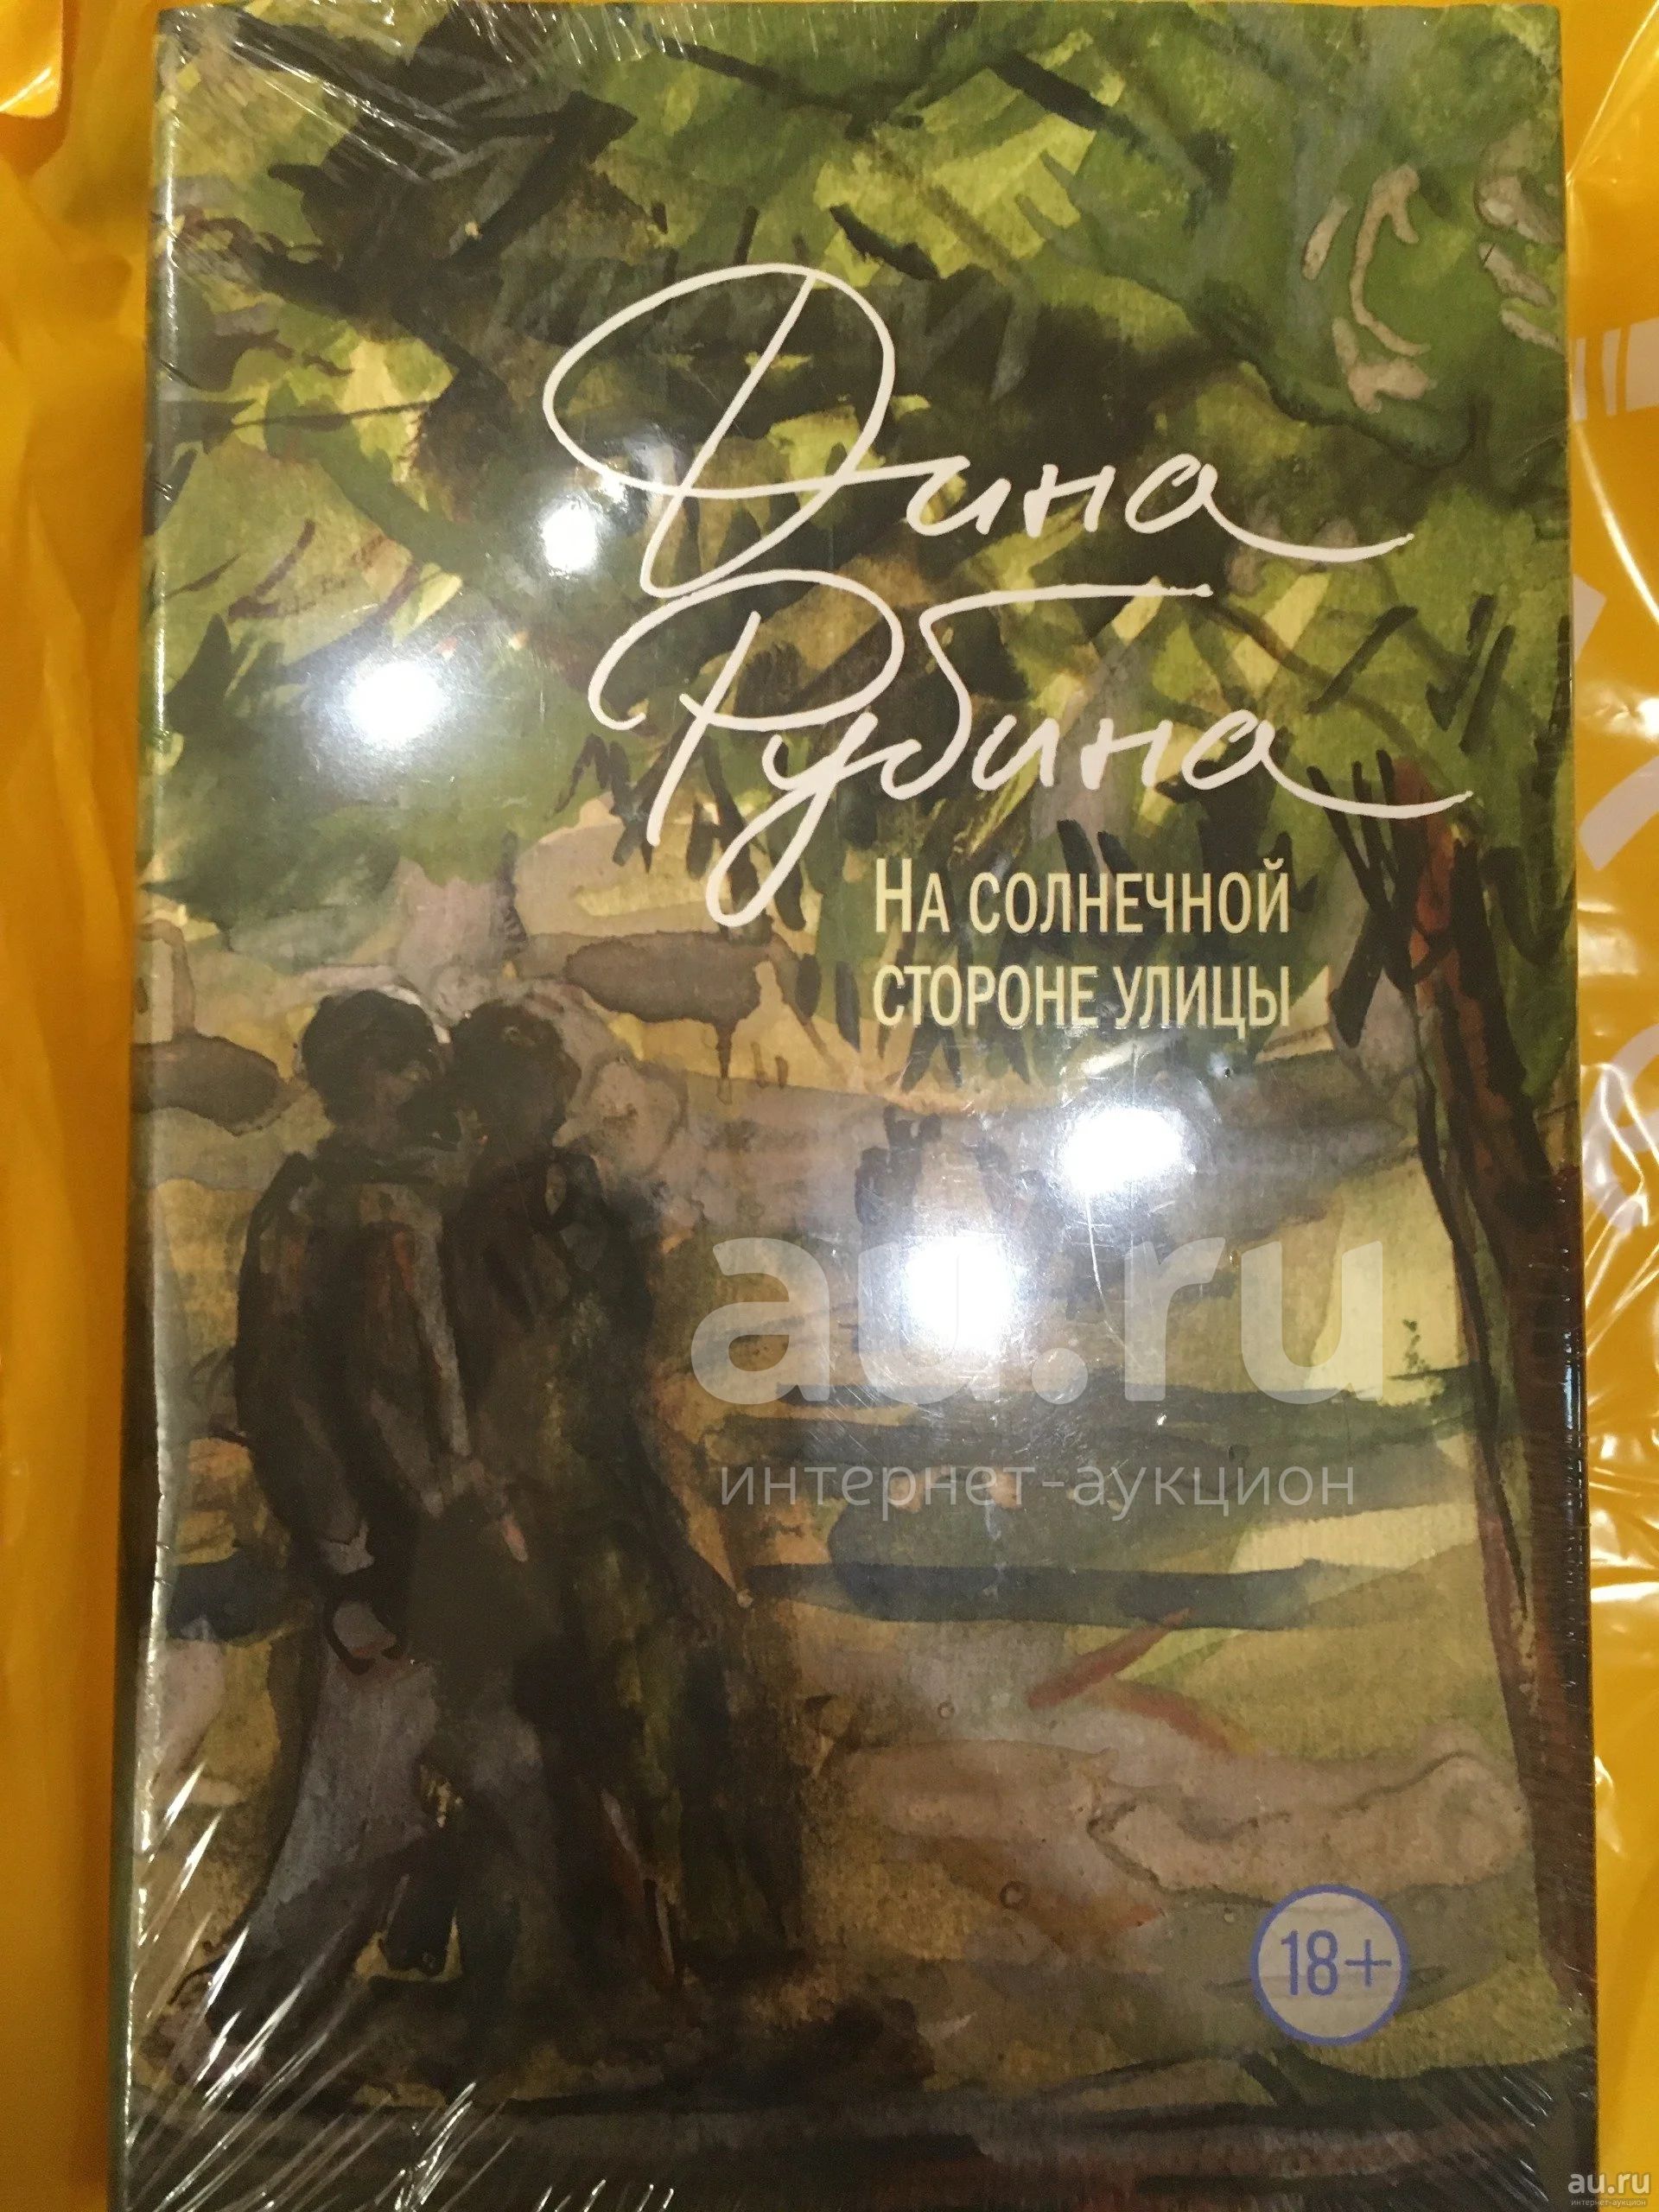 Дина
Рубина
На солнечной
стороне улицы
au.ru
интернет-аукцион
18+
au.ru
интернет-аукцион